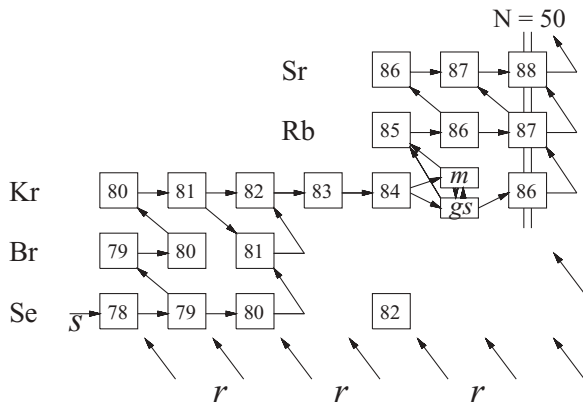 N = 50
Sr 86 87 88
Rb 85 86 87
m
Kr 80 81 82 83 84 86
gs
Br 79 80 81
Se s 78 79 80 82
r r r